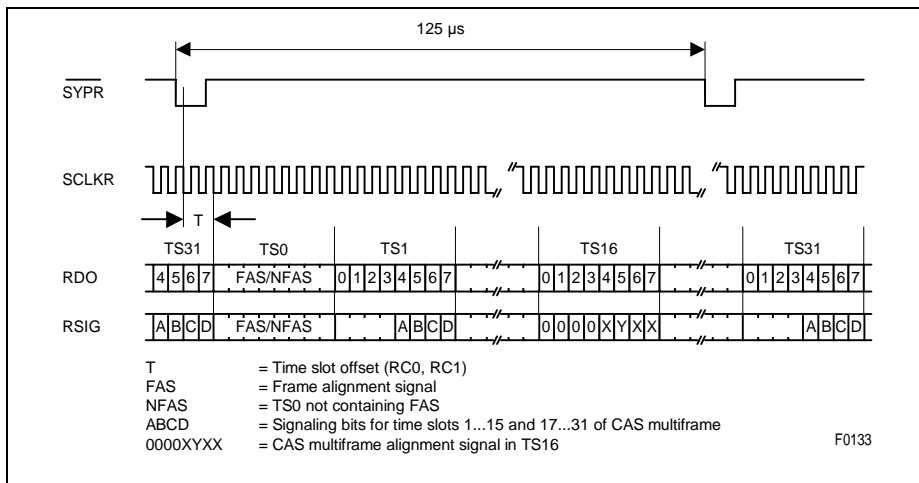 125 µs
SYPR
SCLKR
T
TS31 TS0 TS1 TS16 TS31
RDO 4 5 6 7 FAS/NFAS 0 1 2 3 4 5 6 7 0 1 2 3 4 5 6 7 0 1 2 3 4 5 6 7
RSIG A B C D FAS/NFAS A B C D 0 0 0 0 X Y X X A B C D
T = Time slot offset (RC0, RC1)
FAS = Frame alignment signal
NFAS = TS0 not containing FAS
ABCD = Signaling bits for time slots 1...15 and 17...31 of CAS multiframe
0000XYXX = CAS multiframe alignment signal in TS16
F0133